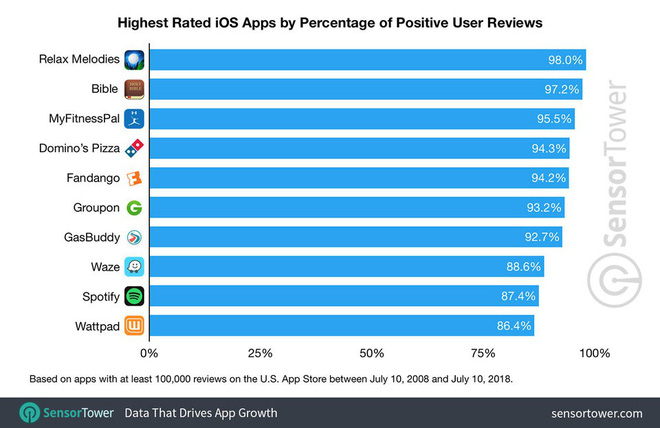 Highest Rated iOS Apps by Percentage of Positive User Reviews
Relax Melodies 98.0%
Bible HOLY BIBLE 97.2%
MyFitnessPal 95.5%
Domino's Pizza 94.3%
Fandango 94.2%
Groupon G 93.2%
GasBuddy 92.7%
Waze 88.6%
Spotify 87.4%
Wattpad W 86.4%
0% 25% 50% 75% 100%
SensorTower
Based on apps with at least 100,000 reviews on the U.S. App Store between July 10, 2008 and July 10, 2018.
SensorTower Data That Drives App Growth sensortower.com